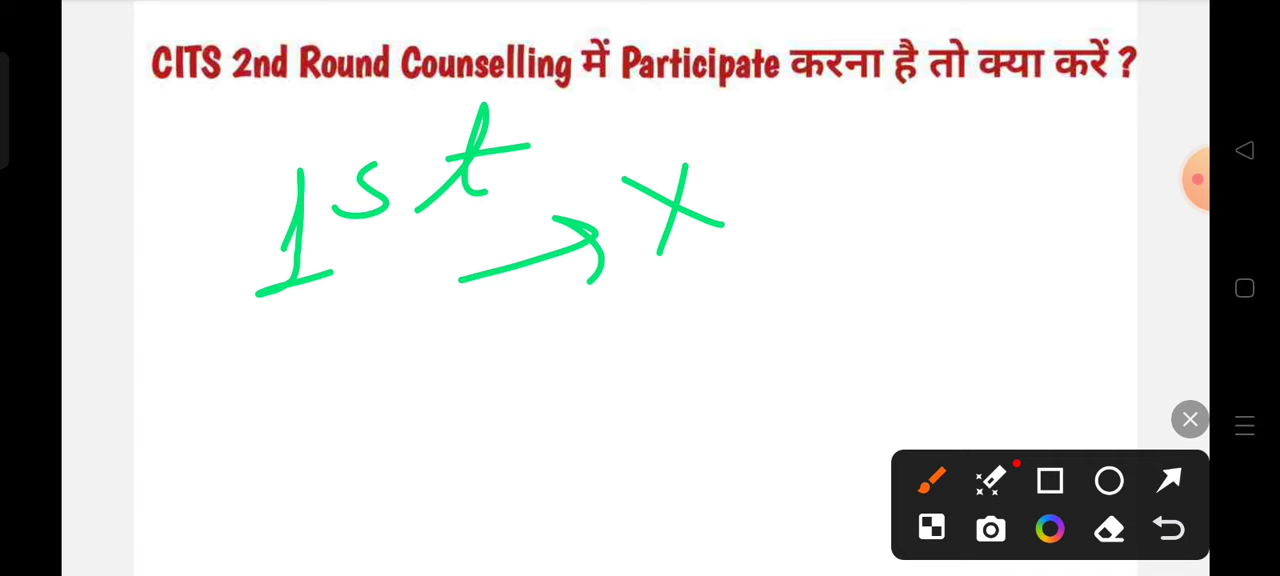 CITS 2nd Round Counselling में Participate करना है तो क्या करें ?
1st → X